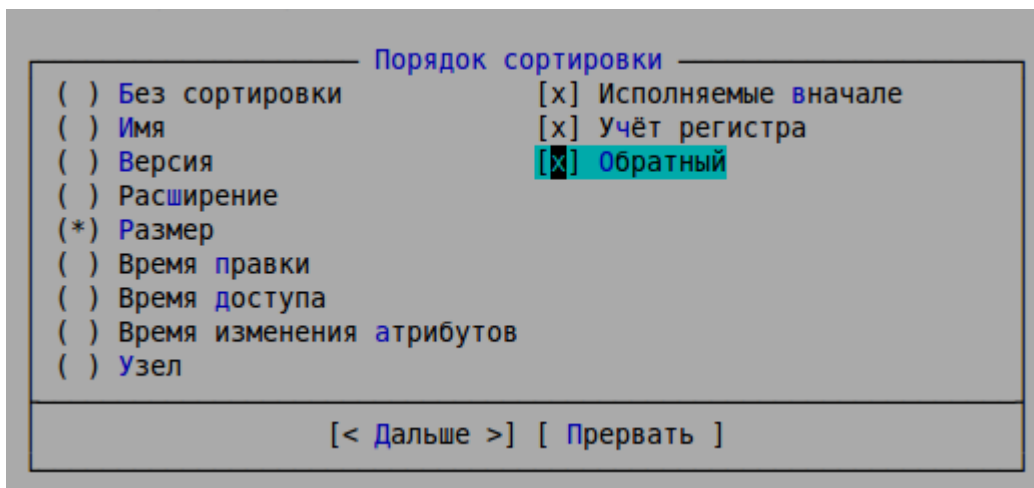 Порядок сортировки
( ) Без сортировки [x] Исполняемые вначале
( ) Имя [x] Учёт регистра
( ) Версия [x] Обратный
( ) Расширение
(*) Размер
( ) Время правки
( ) Время доступа
( ) Время изменения атрибутов
( ) Узел
[< Дальше >] [ Прервать ]